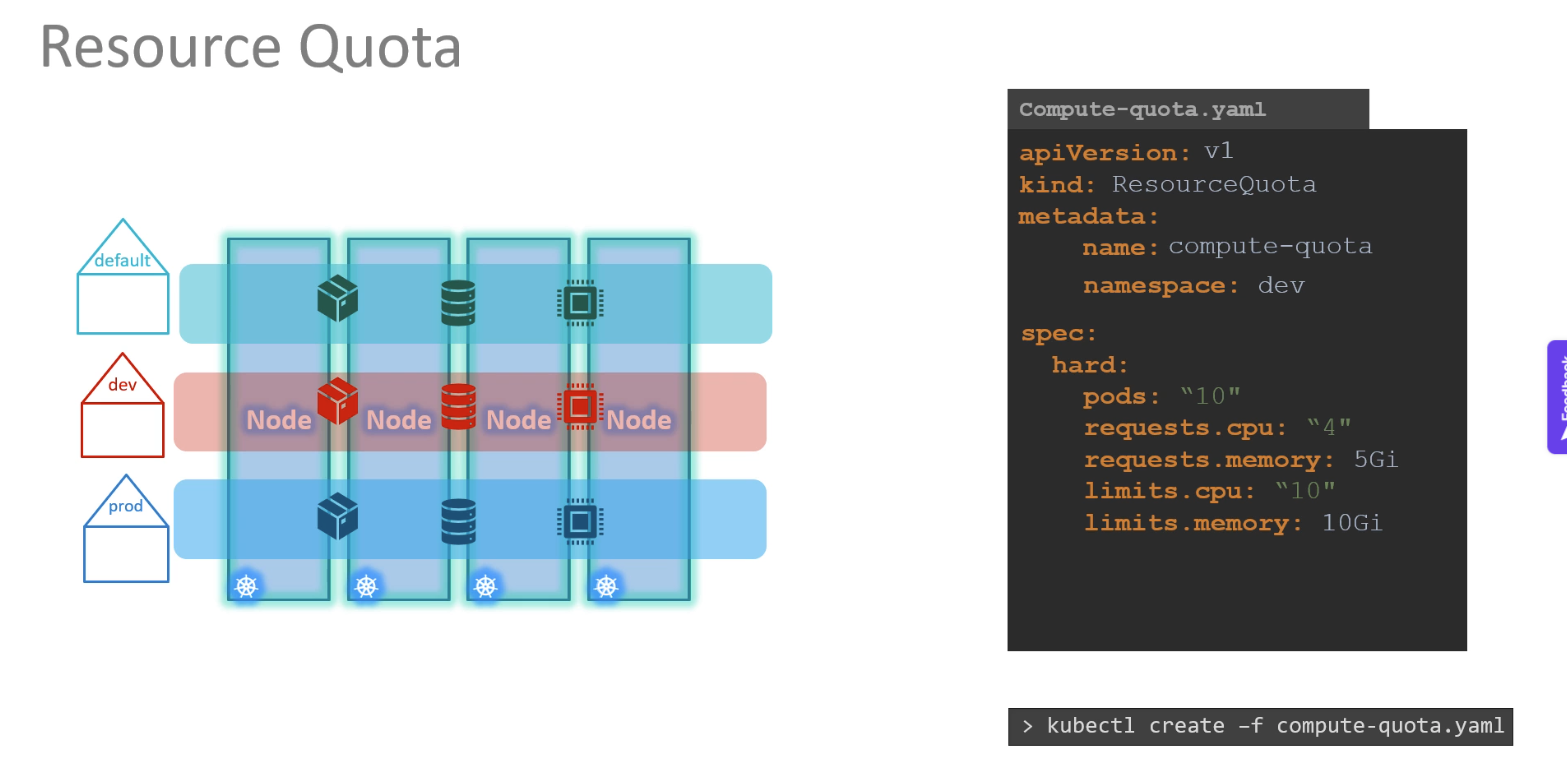 Resource Quota
default
dev
prod
Node Node Node Node
Compute-quota.yaml
apiVersion: v1
kind: ResourceQuota
metadata:
name: compute-quota
namespace: dev
spec:
hard:
pods: “10"
requests.cpu: “4"
requests.memory: 5Gi
limits.cpu: “10"
limits.memory: 10Gi
> kubectl create –f compute-quota.yaml
Feedback